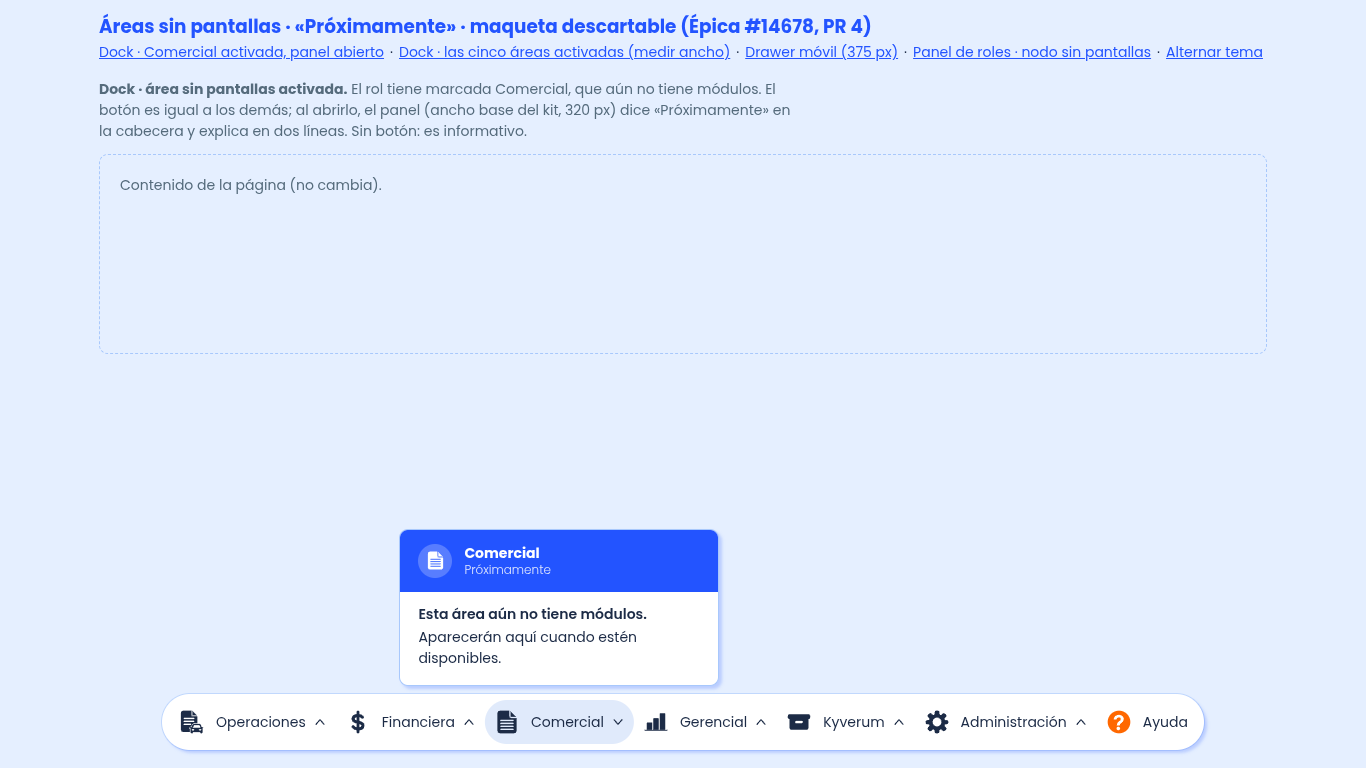 Áreas sin pantallas · «Próximamente» · maqueta descartable (Épica #14678, PR 4)
Dock · Comercial activada, panel abierto · Dock · las cinco áreas activadas (medir ancho) · Drawer móvil (375 px) · Panel de roles · nodo sin pantallas · Alternar tema
Dock · área sin pantallas activada. El rol tiene marcada Comercial, que aún no tiene módulos. El
botón es igual a los demás; al abrirlo, el panel (ancho base del kit, 320 px) dice «Próximamente» en
la cabecera y explica en dos líneas. Sin botón: es informativo.
Contenido de la página (no cambia).
Comercial
Próximamente
Esta área aún no tiene módulos.
Aparecerán aquí cuando estén
disponibles.
Operaciones Financiera Comercial Gerencial Kyverum Administración Ayuda